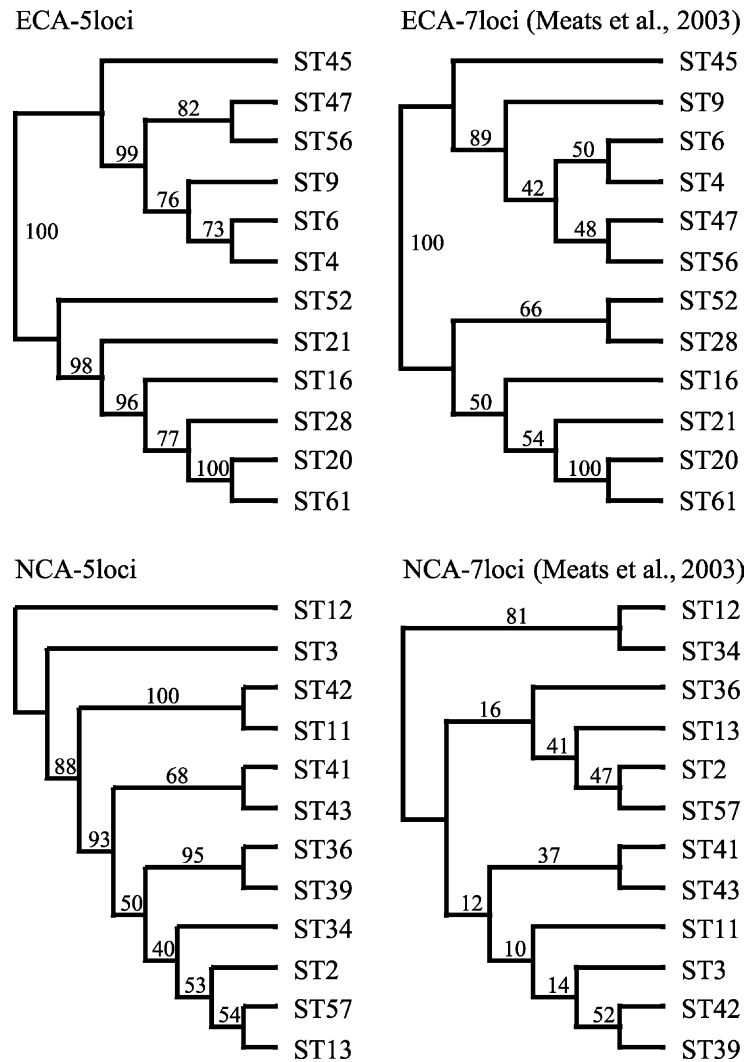 ECA-5loci
ST45
82
ST47
ST56
99
ST9
76
ST6
73
ST4
100
ST52
ST21
98
ST16
96
ST28
77
ST20
100
ST61
ECA-7loci (Meats et al., 2003)
ST45
ST9
89
ST6
50
ST4
42
ST47
48
ST56
100
ST52
66
ST28
ST16
50
ST21
54
ST20
100
ST61
NCA-5loci
ST12
ST3
ST42
100
ST11
88
ST41
68
ST43
93
ST36
95
ST39
50
ST34
40
ST2
53
ST57
54
ST13
NCA-7loci (Meats et al., 2003)
ST12
81
ST34
ST36
16
ST13
41
ST2
47
ST57
ST41
37
ST43
12
ST11
10
ST3
14
ST42
52
ST39